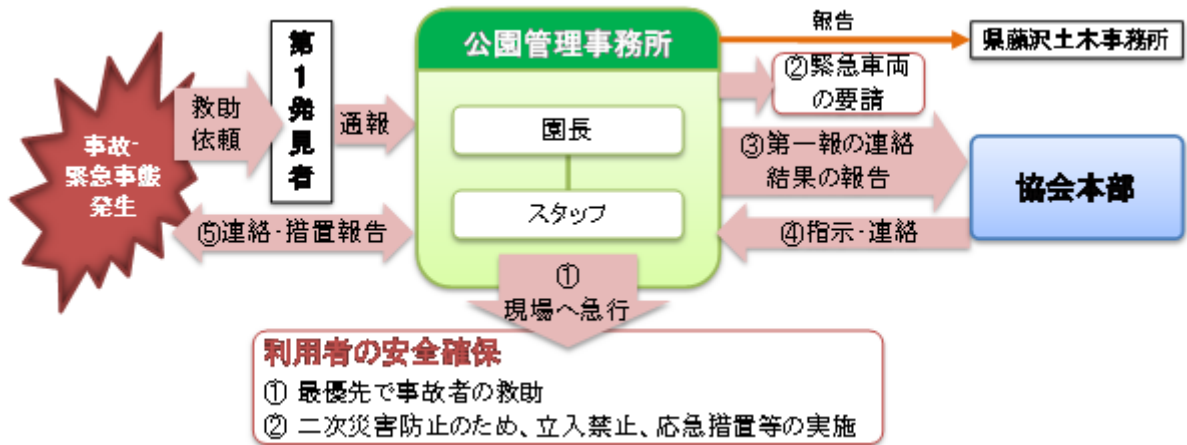 事故・
緊急事態
発生
救助
依頼
第
1
発
見
者
通報
公園管理事務所
園長
スタッフ
報告
県藤沢土木事務所
②緊急車両
の要請
③第一報の連絡
結果の報告
協会本部
④指示・連絡
⑤連絡・措置報告
①
現場へ急行
利用者の安全確保
① 最優先で事故者の救助
② 二次災害防止のため、立入禁止、応急措置等の実施